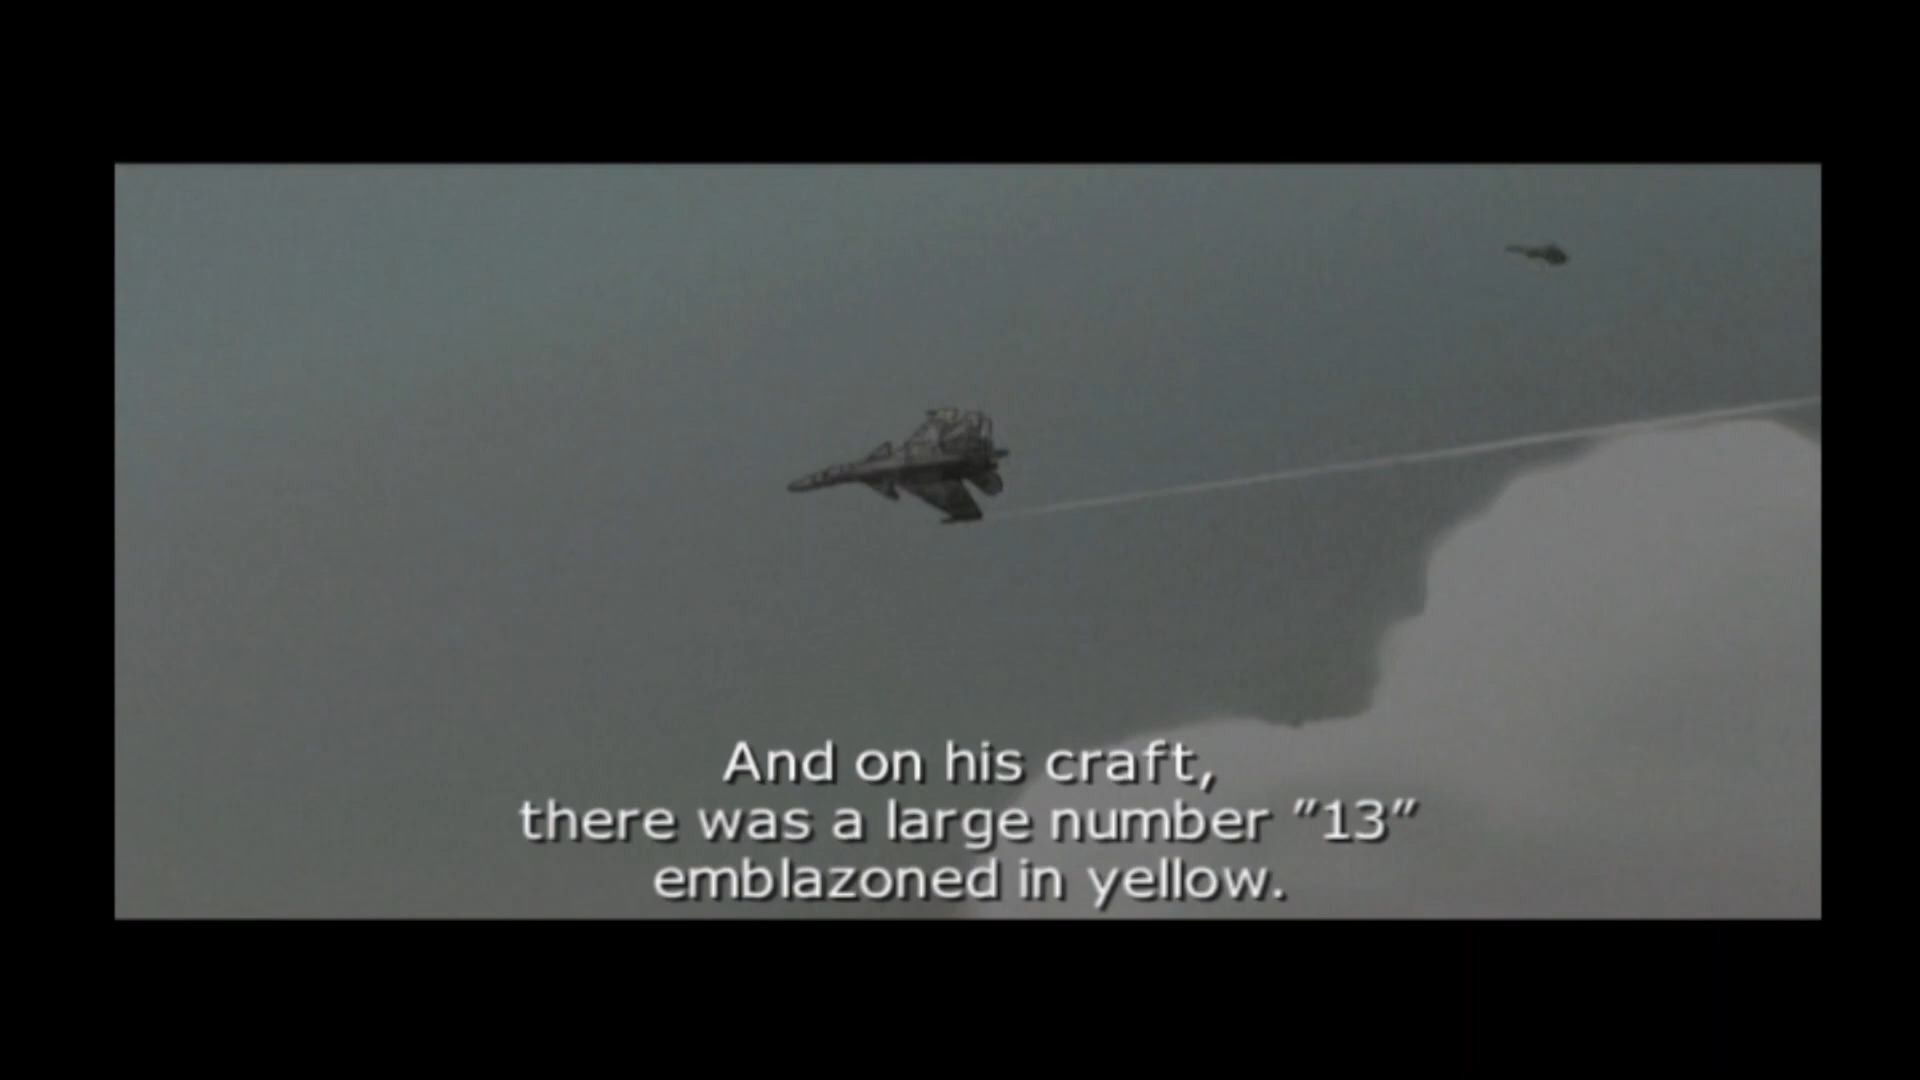 And on his craft,
there was a large number "13"
emblazoned in yellow.